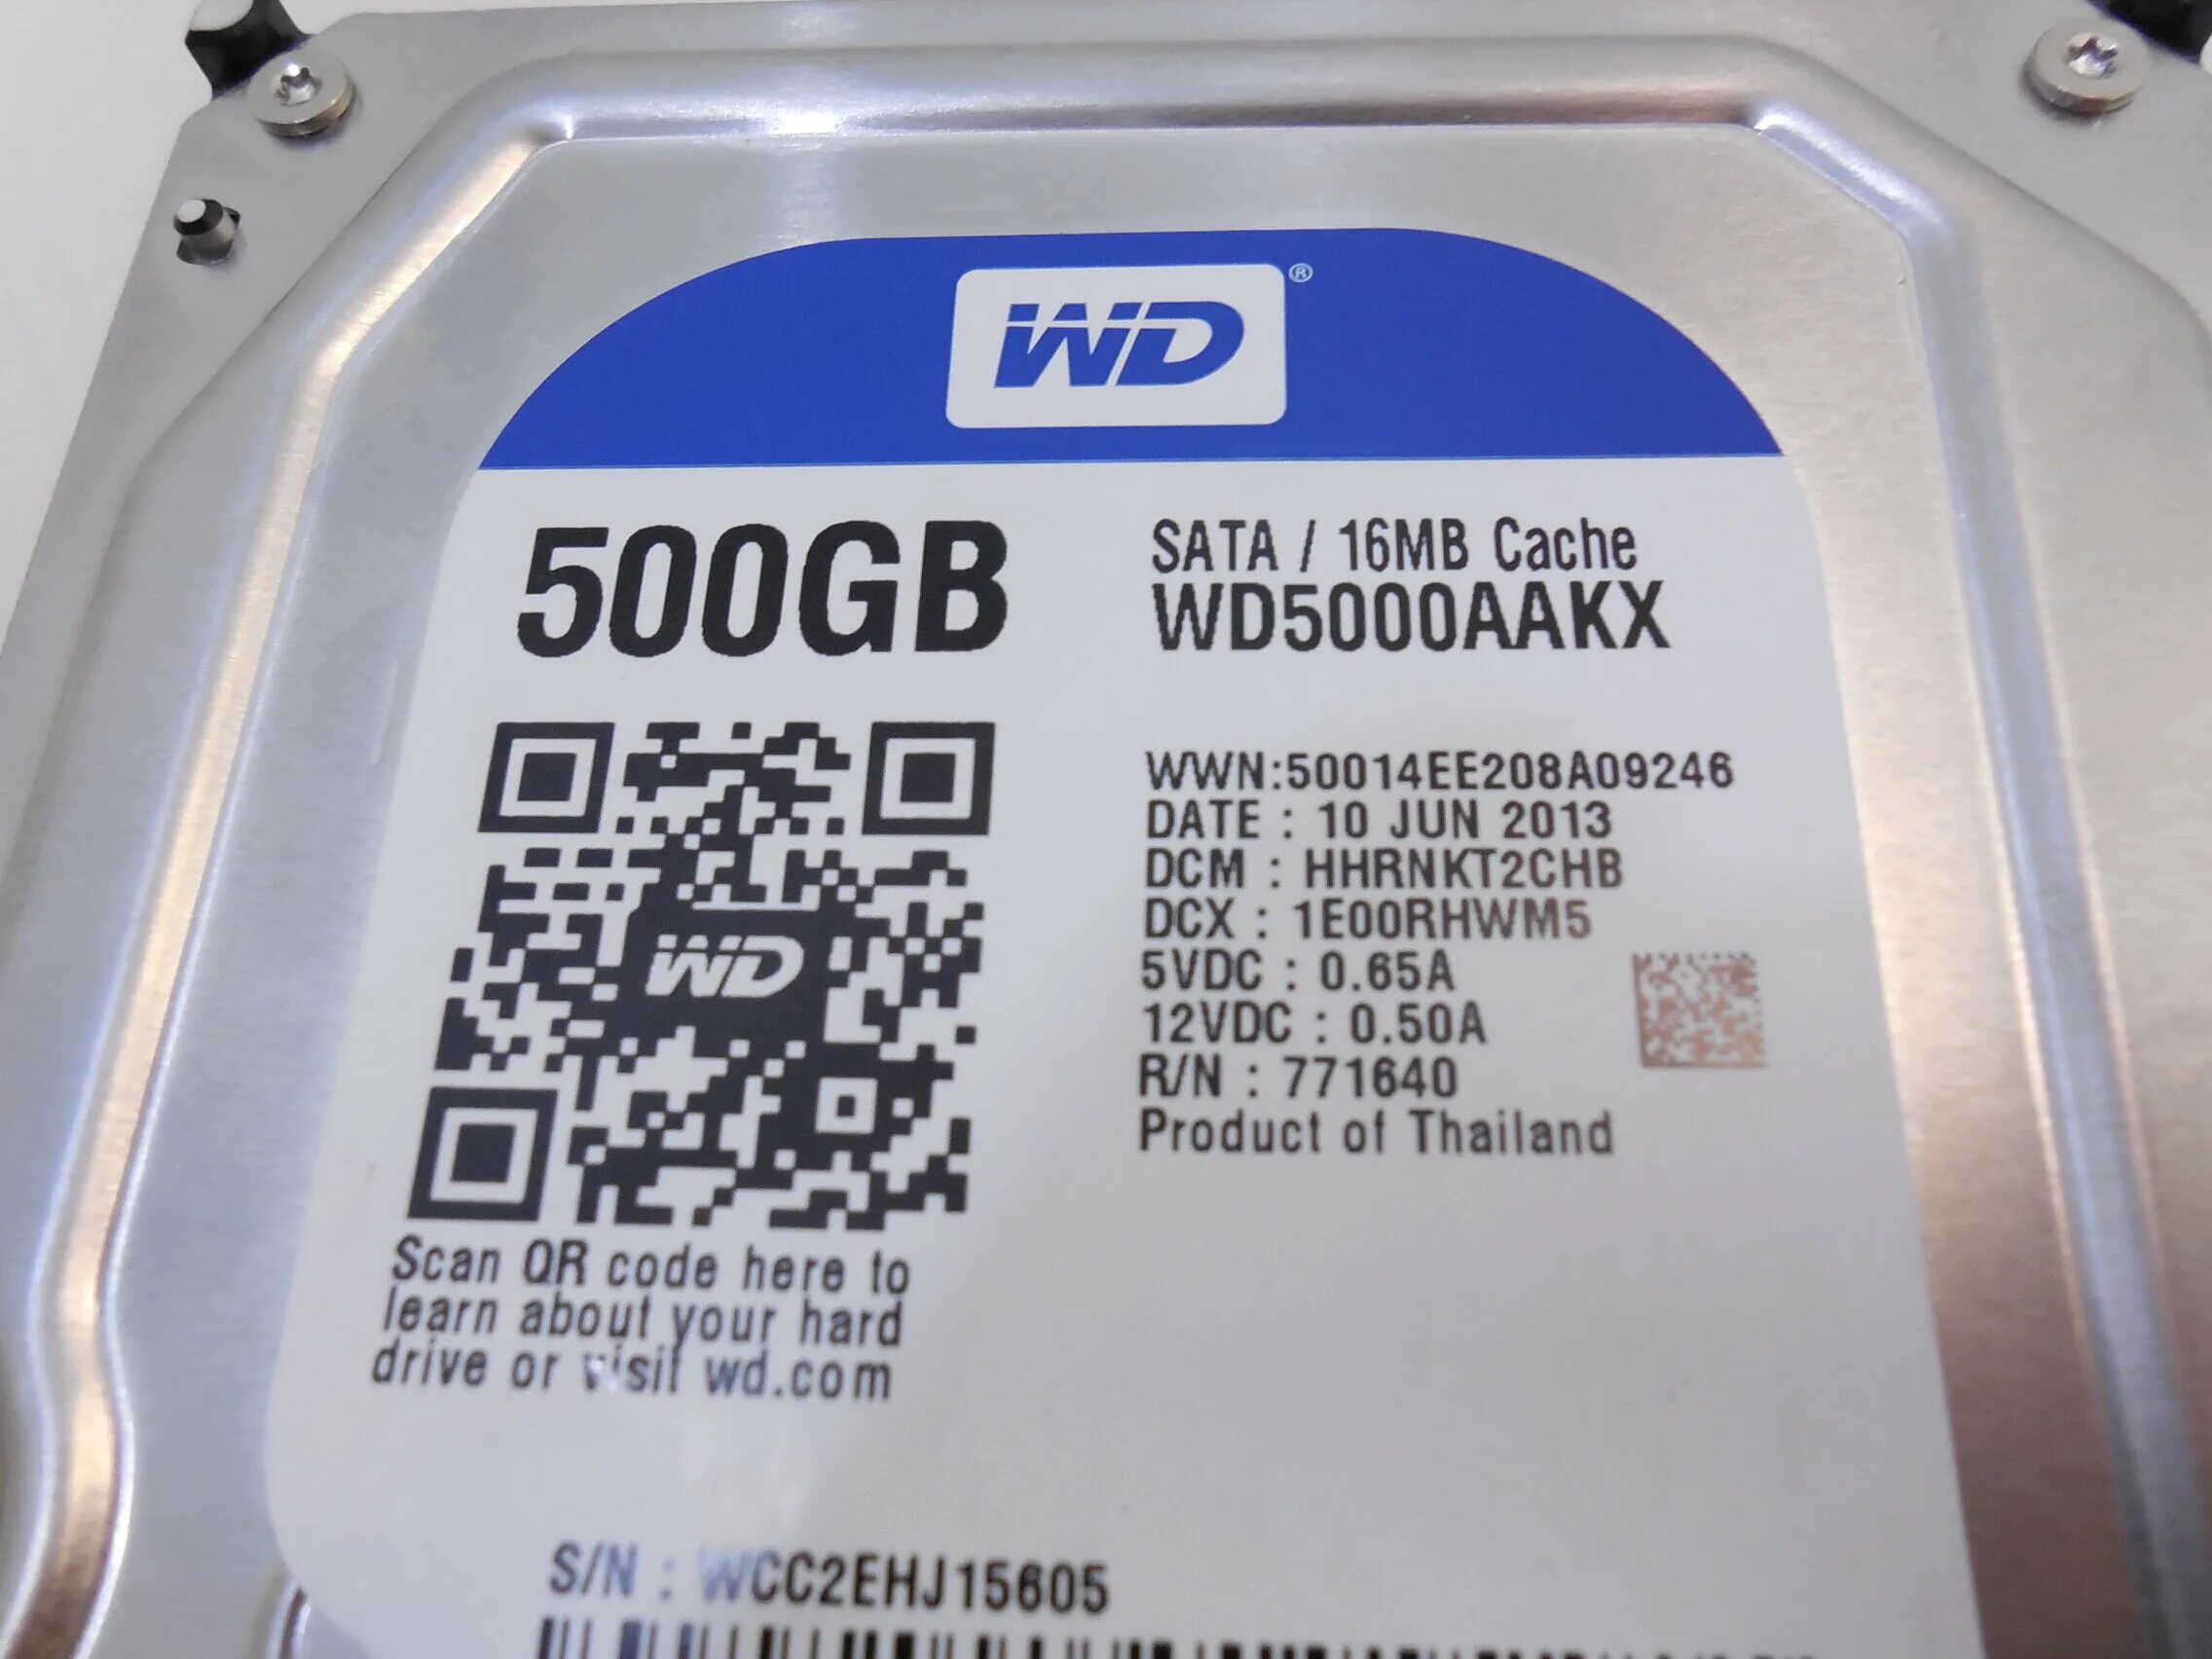 WD®
500GB
SATA / 16MB Cache
WD5000AAKX
WWN:50014EE208A09246
DATE : 10 JUN 2013
DCM : HHRNKT2CHB
DCX : 1E00RHWM5
5VDC : 0.65A
12VDC : 0.50A
R/N : 771640
Product of Thailand
WD
Scan QR code here to
learn about your hard
drive or visit wd.com
S/N : WCC2EHJ15605